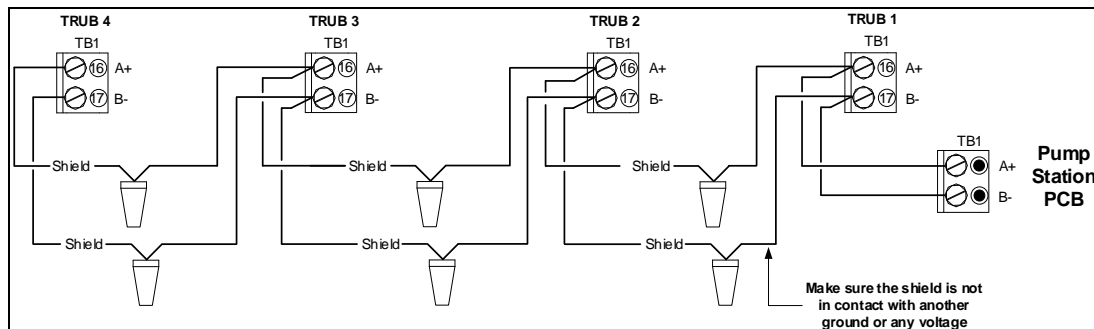 TRUB 4
TRUB 3
TRUB 2
TRUB 1
TB1
TB1
TB1
TB1
16 A+
16 A+
16 A+
16 A+
17 B-
17 B-
17 B-
17 B-
TB1
A+
B-
Pump
Station
PCB
Shield
Shield
Shield
Shield
Shield
Shield
Make sure the shield is not
in contact with another
ground or any voltage